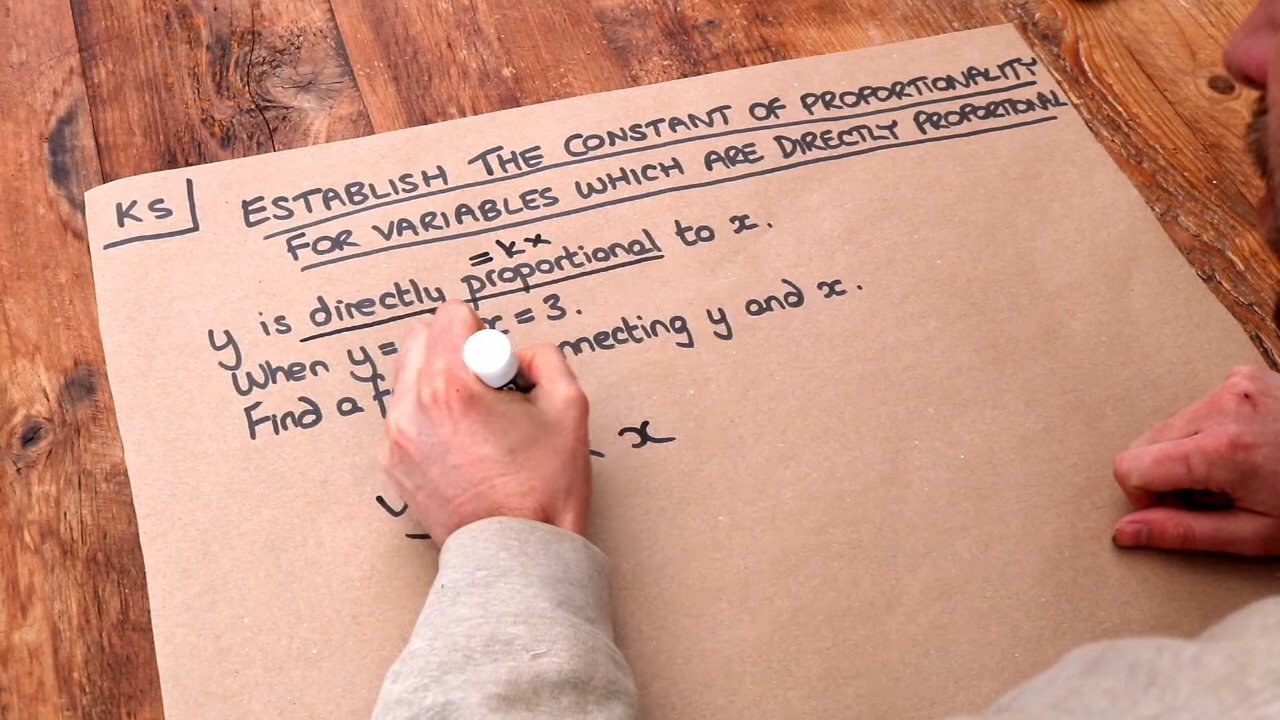 KS
ESTABLISH THE CONSTANT OF PROPORTIONALITY
FOR VARIABLES WHICH ARE DIRECTLY PROPORTIONAL
= kx
y is directly proportional to x.
When y= x = 3.
Find a y and x.
x